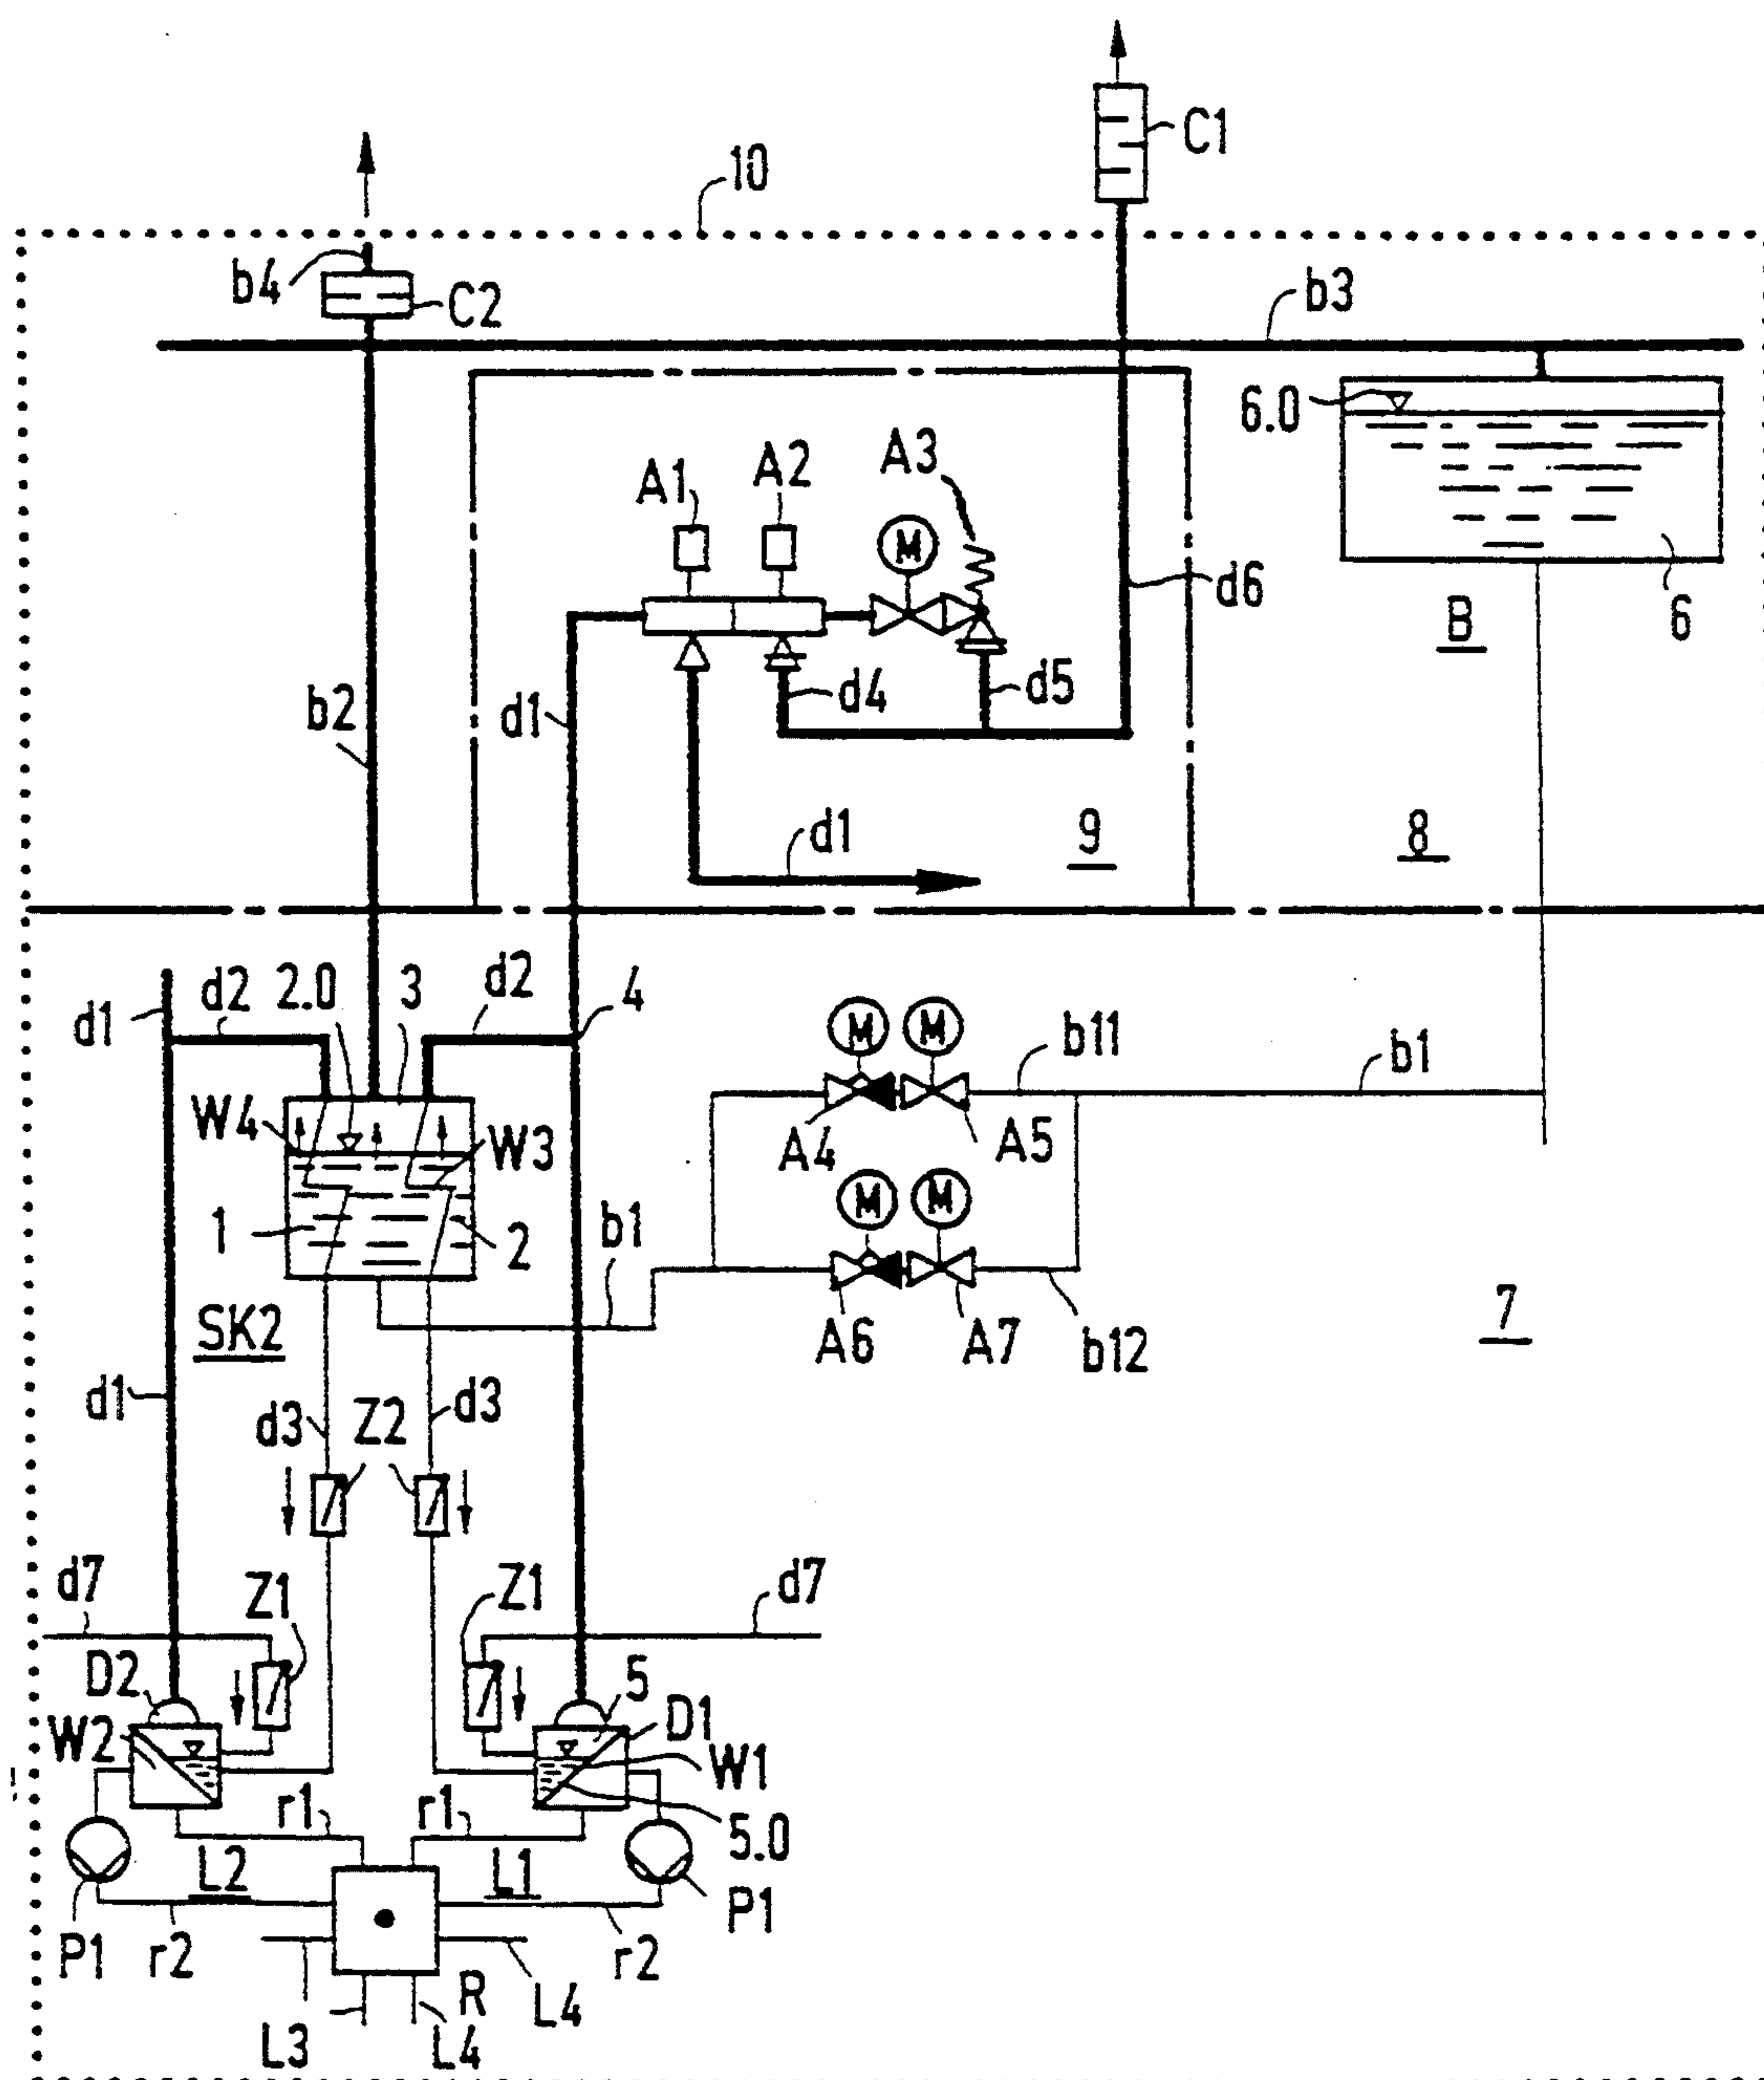 C1
10
b4
C2
b3
6.0
A1
A2
A3
M
d6
6
B
d4
d5
b2
d1
d1
9
8
d1
d2
2.0
3
d2
4
M
M
b11
b1
W4
W3
A4
A5
M
M
1
2
b1
SK2
A6
A7
b12
7
d1
d3
Z2
d3
d7
Z1
Z1
d7
D2
5
D1
W2
W1
r1
r1
5.0
L2
L1
P1
r2
P1
r2
R
L4
L3
L4